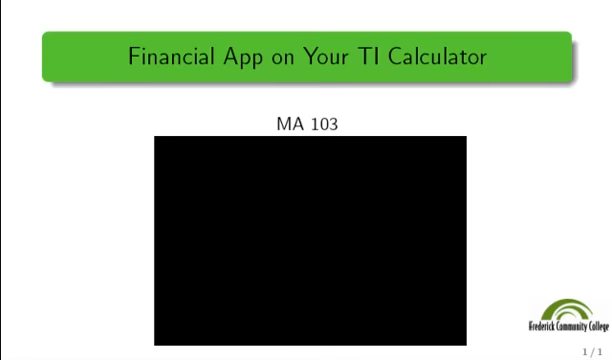 Financial App on Your TI Calculator
MA 103
Frederick Community College
1 / 1